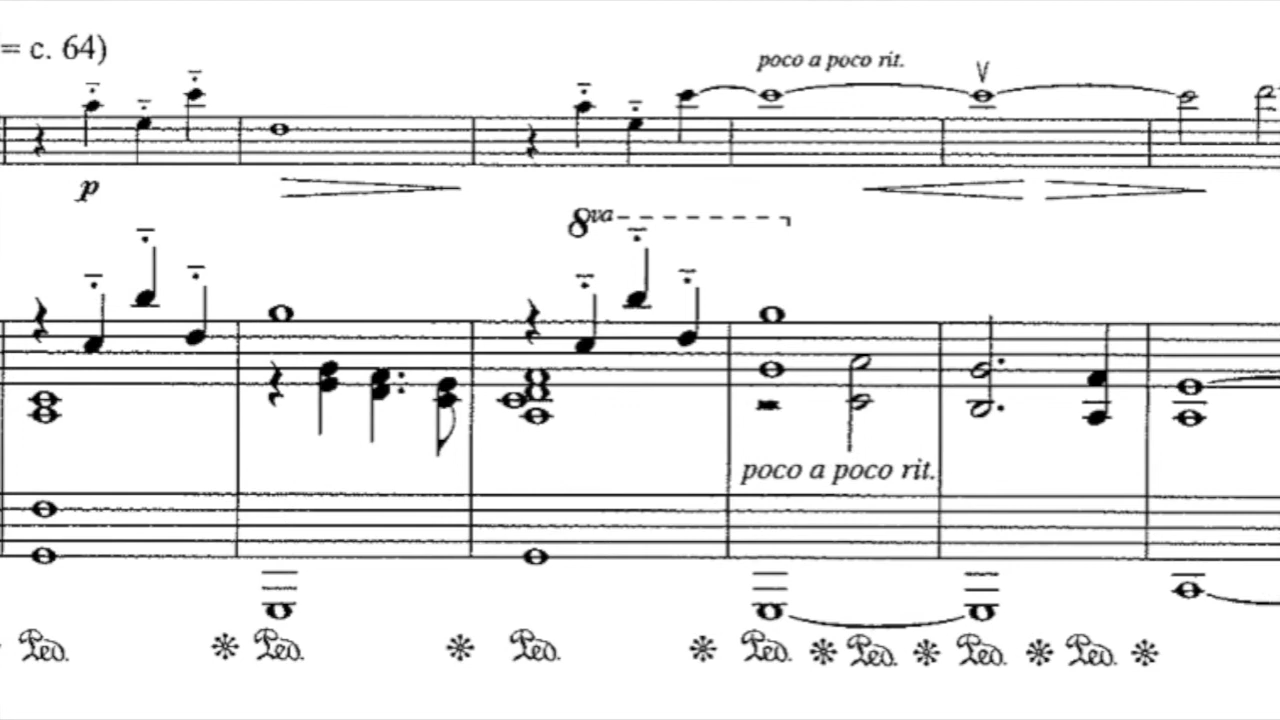 = c. 64)
poco a poco rit.
p
8va
poco a poco rit.
Ped. Ped. Ped. Ped. Ped. Ped. Ped.